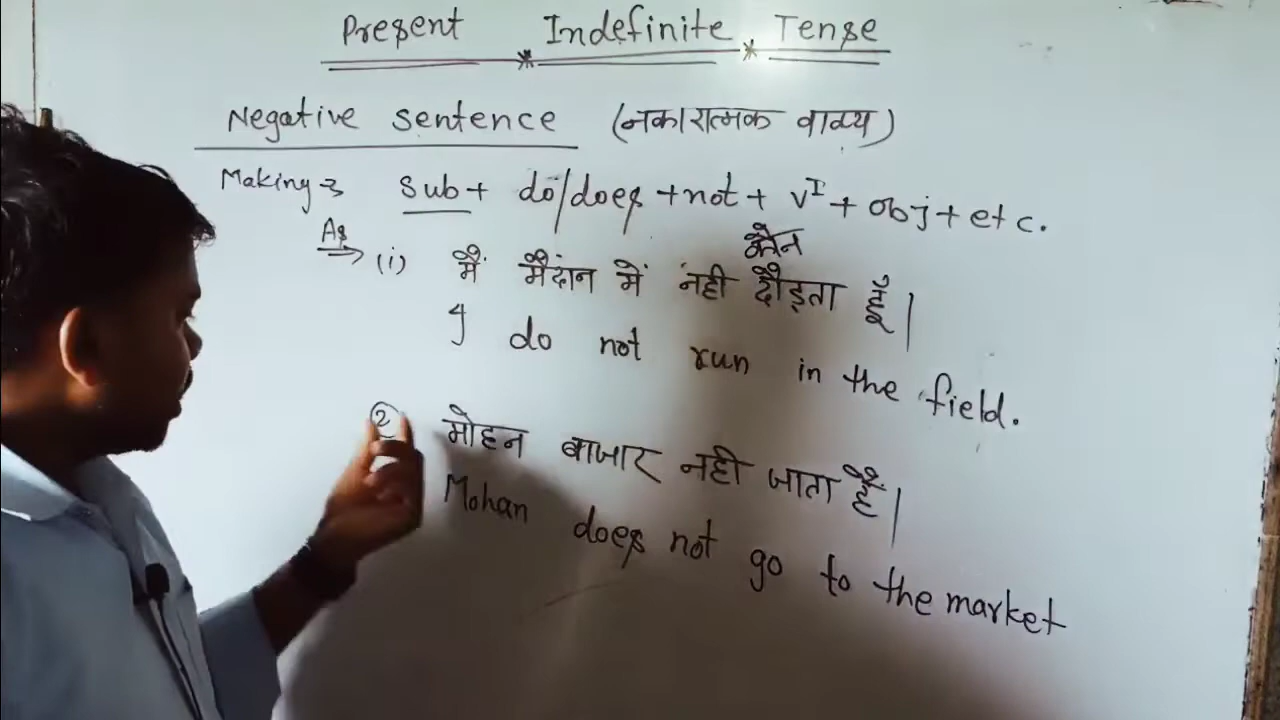 Present Indefinite Tense
Negative sentence (नकारात्मक वाक्य)
Making → sub + do/does + not + v I + obj + etc.
कौन
As → (i) मैं मैदान में नही दौड़ता हूँ|
I do not run in the field.
② मोहन बाजार नही जाता हैं|
Mohan does not go to the market